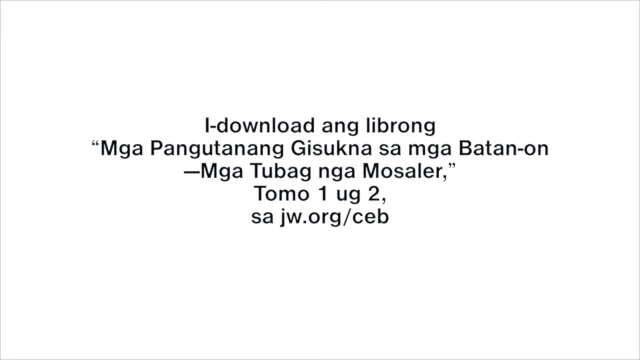 I-download ang librong
“Mga Pangutanang Gisukna sa mga Batan-on
—Mga Tubag nga Mosaler,”
Tomo 1 ug 2,
sa jw.org/ceb